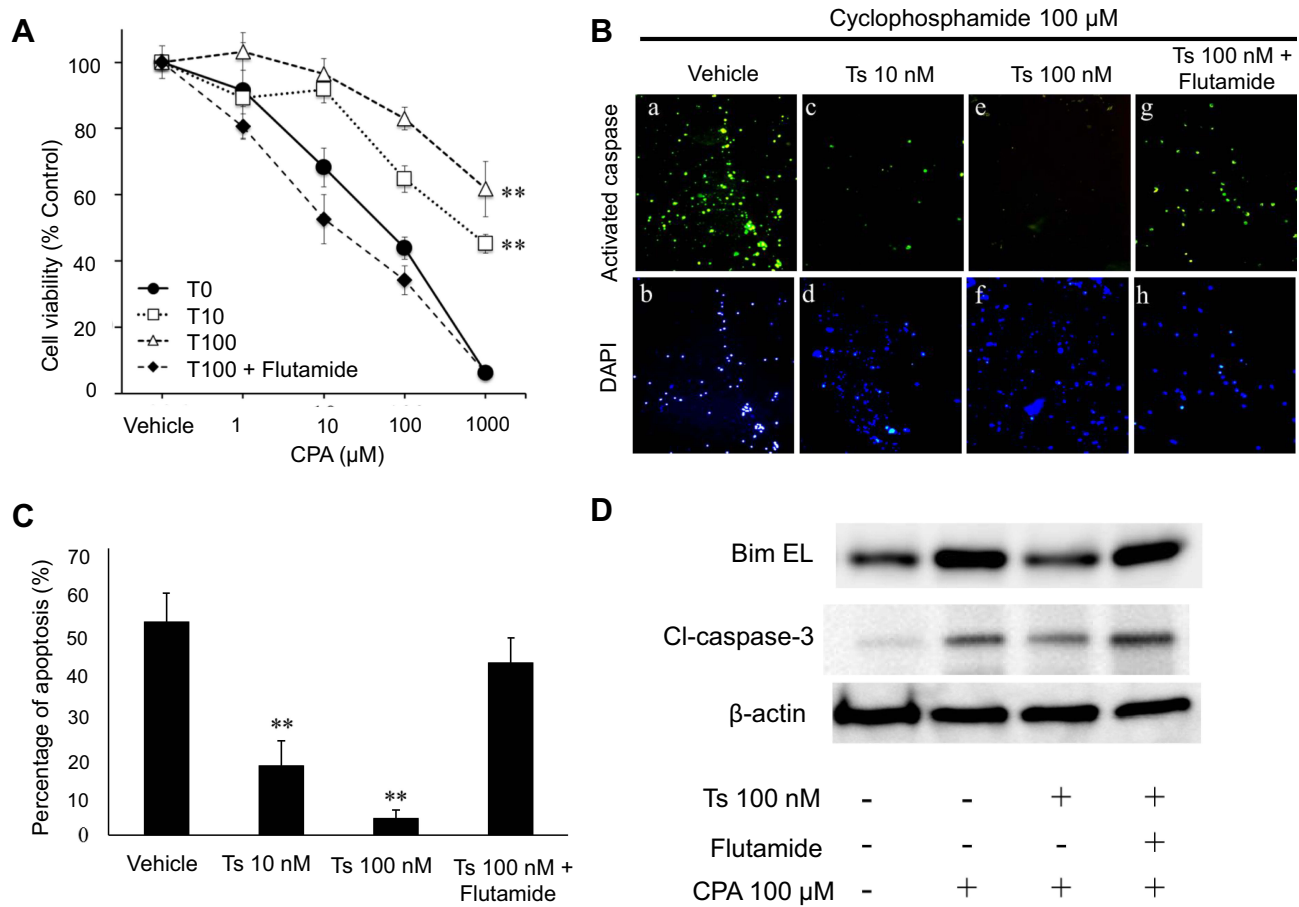 A
100
80
60
40
20
0
Cell viability (% Control)
T0
T10
T100
T100 + Flutamide
**
**
Vehicle
1
10
100
1000
CPA (µM)
B
Cyclophosphamide 100 µM
Vehicle
Ts 10 nM
Ts 100 nM
Ts 100 nM +
Flutamide
Activated caspase
a
c
e
g
DAPI
b
d
f
h
C
70
60
50
40
30
20
10
0
Percentage of apoptosis (%)
**
**
Vehicle
Ts 10 nM
Ts 100 nM
Ts 100 nM +
Flutamide
D
Bim EL
Cl-caspase-3
β-actin
Ts 100 nM - - + +
Flutamide - - - +
CPA 100 µM - + + +